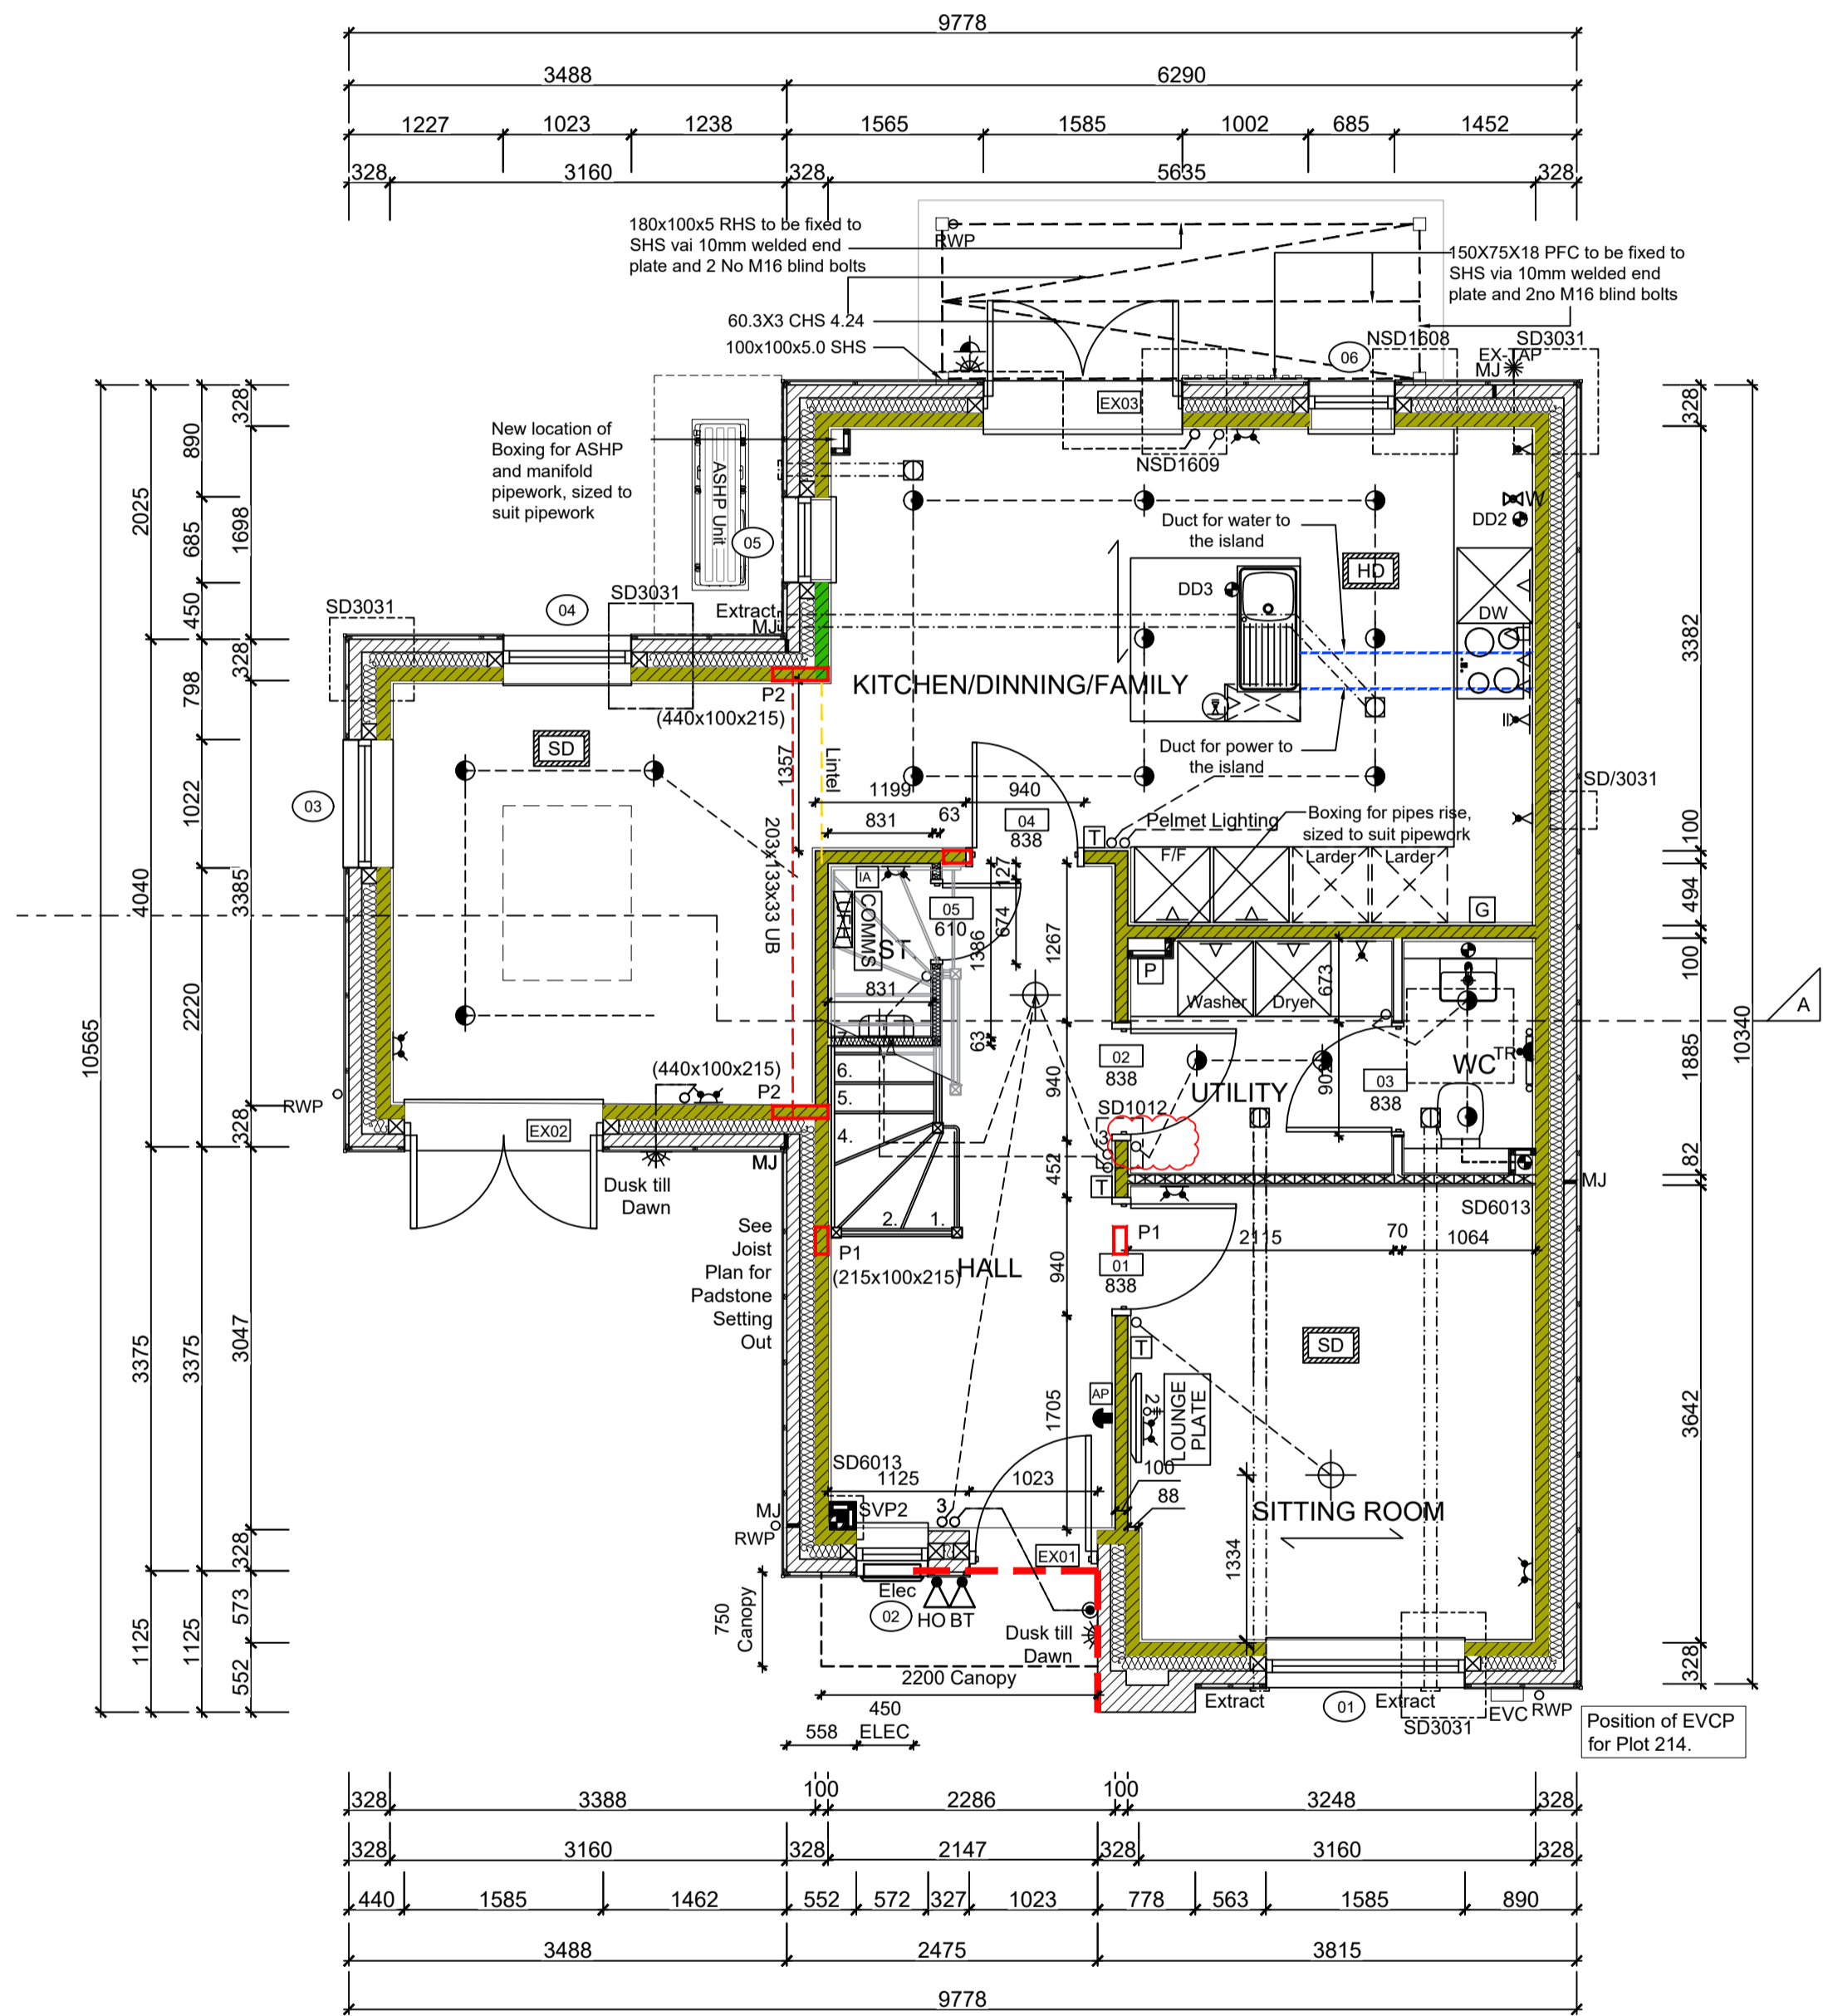 9778
3488
6290
1227
1023
1238
1565
1585
1002
685
1452
328
3160
328
5635
328
180x100x5 RHS to be fixed to
SHS vai 10mm welded end
plate and 2 No M16 blind bolts
RWP
150X75X18 PFC to be fixed to
SHS via 10mm welded end
plate and 2no M16 blind bolts
60.3X3 CHS 4.24
100x100x5.0 SHS
NSD1608
SD3031
06
EX-TAP
MJ
EX03
NSD1609
New location of
Boxing for ASHP
and manifold
pipework, sized to
suit pipework
ASHP Unit
05
W
DD2
Duct for water to
the island
HD
DD3
DW
SD3031
04
SD3031
Extract
MJ
P2
(440x100x215)
KITCHEN/DINNING/FAMILY
SD
1357
Lintel
Duct for power to
the island
SD/3031
03
1199
940
63
831
04
838
T
Pelmet Lighting
Boxing for pipes rise,
sized to suit pipework
F/F
Larder
Larder
203x133x33 UB
IA
COMMS
UFH
ST.
127
05
610
674
1386
1267
G
831
63
P
Washer
Dryer
673
A
7.
6.
5.
4.
2.
1.
(440x100x215)
P2
940
02
838
UTILITY
902
03
838
WC
TR
RWP
EX02
SD1012
3
452
T
MJ
MJ
Dusk till
Dawn
SD6013
See
Joist
Plan for
Padstone
Setting
Out
P1
(215x100x215)
HALL
940
P1
01
838
2115
70
1064
T
SD
AP
2
LOUNGE
PLATE
1705
SD6013
1125
1023
100
88
MJ
RWP
SVP2
3
SITTING ROOM
1334
EX01
Elec
02
HO BT
750
Canopy
Dusk till
Dawn
2200 Canopy
450
558
ELEC
Extract
01
Extract
SD3031
EVC
RWP
Position of EVCP
for Plot 214.
10565
2025
4040
3375
1125
890
685
450
798
1022
2220
3375
1125
328
1698
328
3385
328
3047
328
573
552
328
3382
100
494
100
1885
82
3642
328
10340
328
3388
100
2286
100
3248
328
328
3160
328
2147
328
3160
328
440
1585
1462
552
572
327
1023
778
563
1585
890
3488
2475
3815
9778